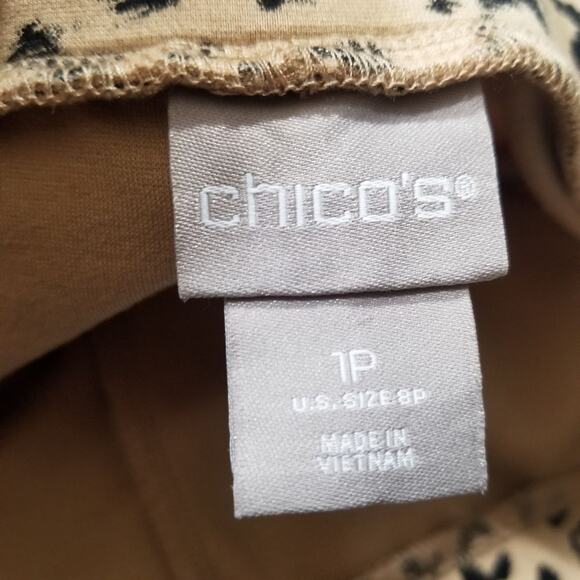 chico's®
1P
U.S. SIZE 8P
MADE IN
VIETNAM